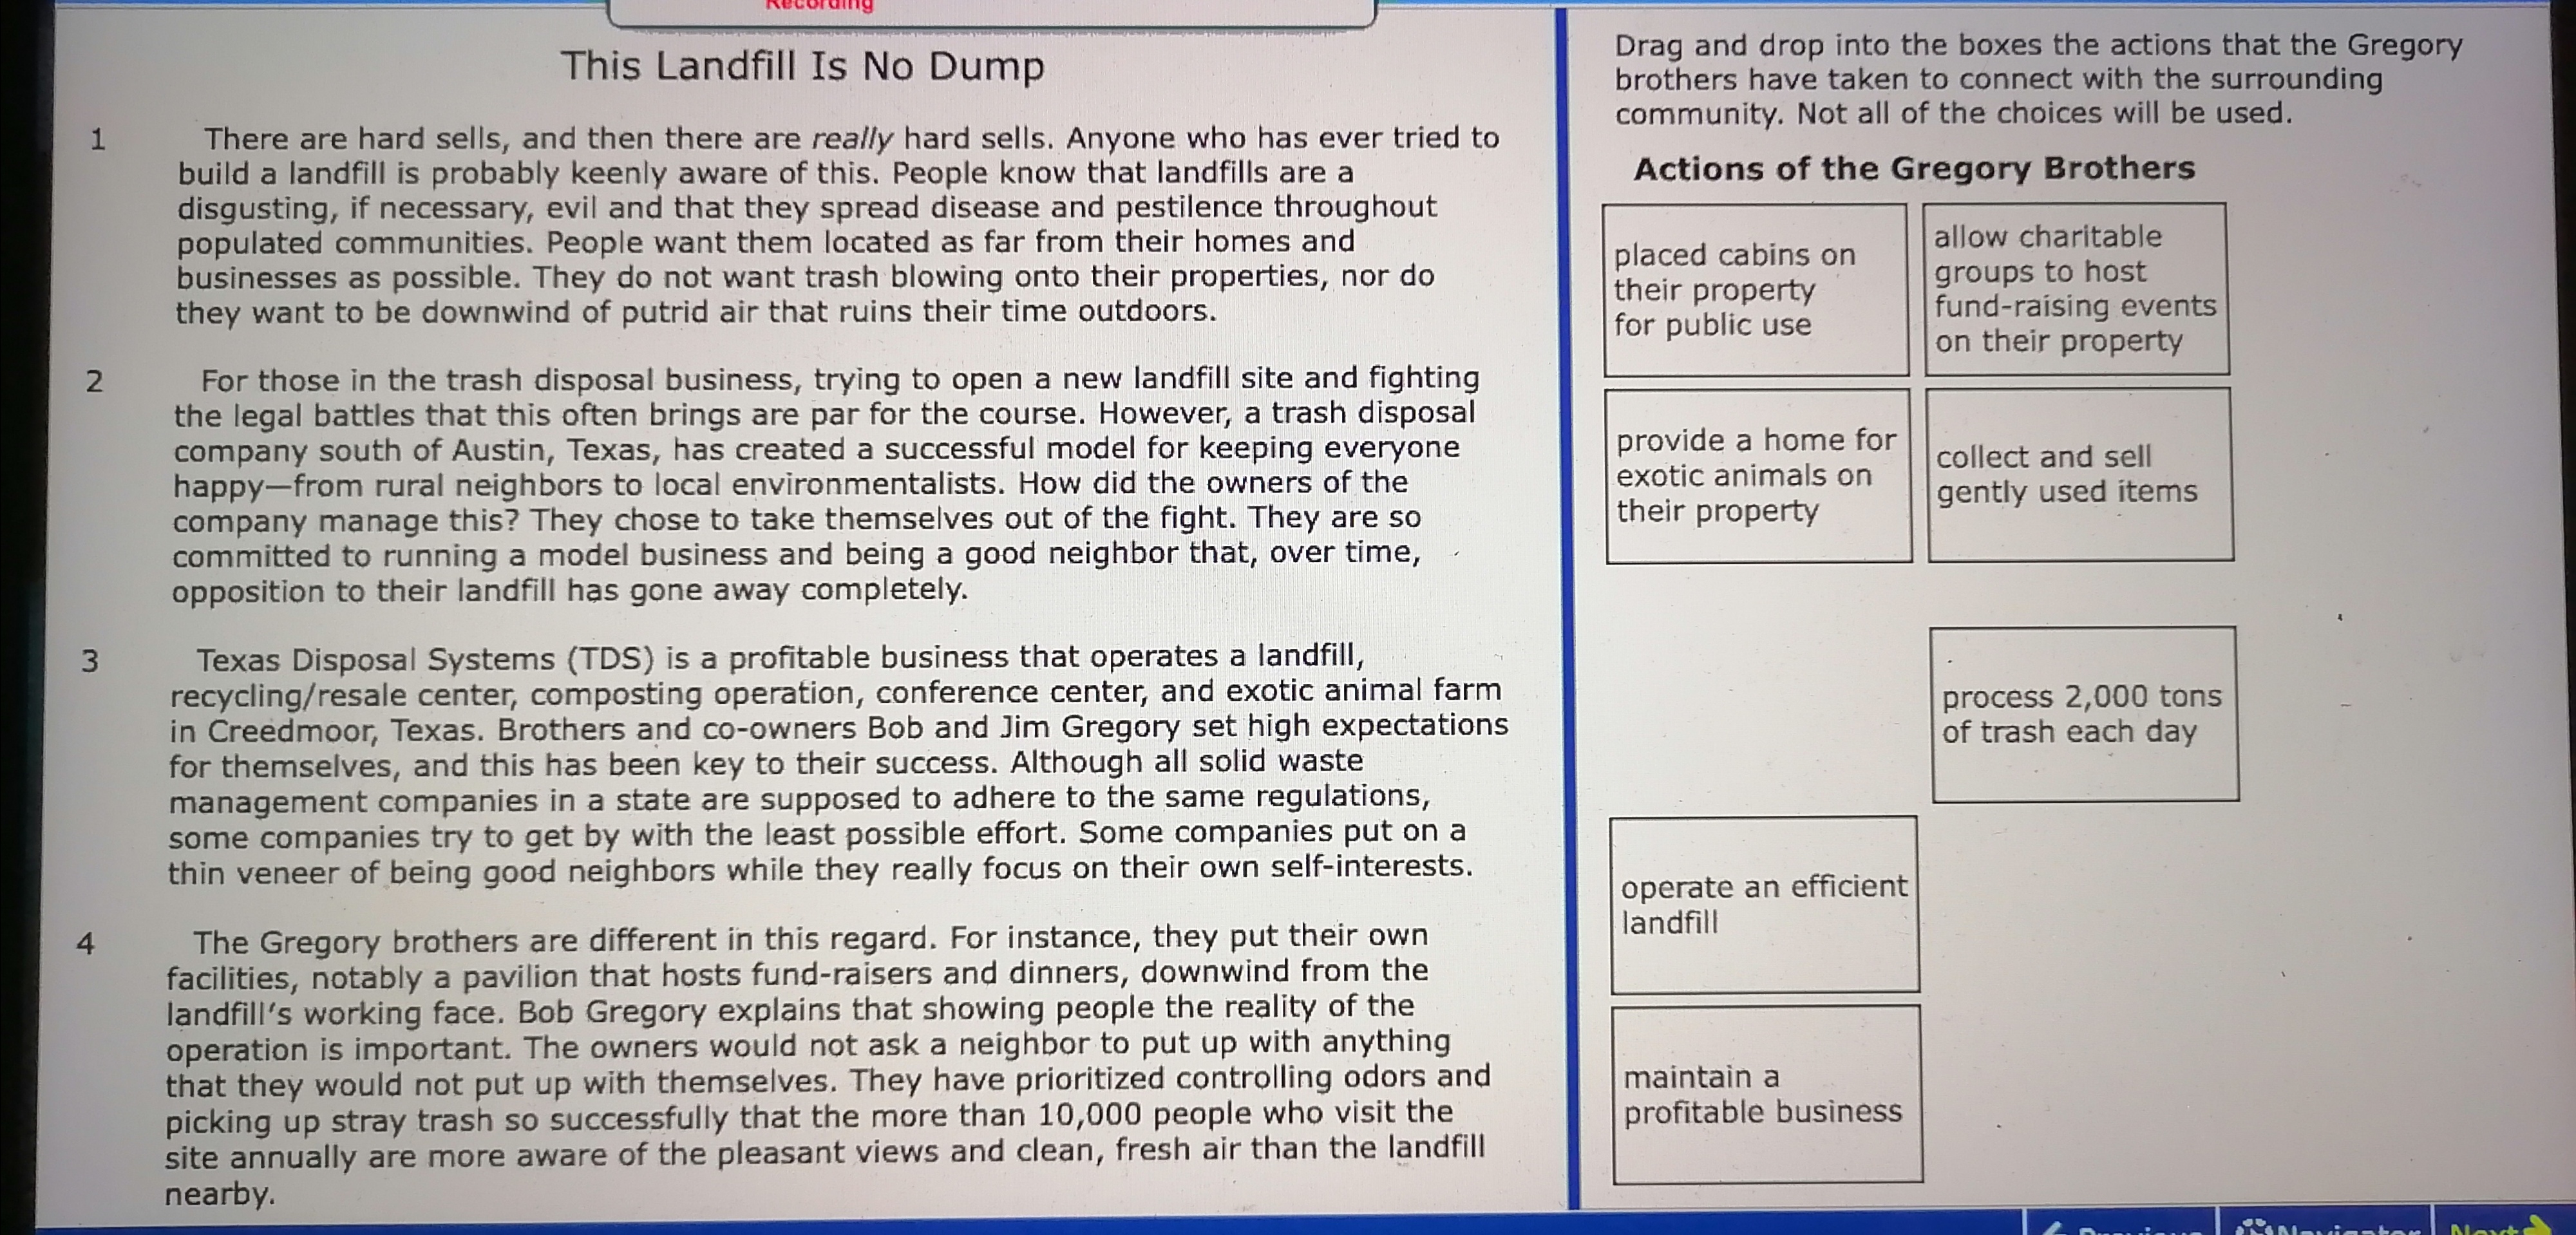 Recording
This Landfill Is No Dump
1 There are hard sells, and then there are really hard sells. Anyone who has ever tried to
build a landfill is probably keenly aware of this. People know that landfills are a
disgusting, if necessary, evil and that they spread disease and pestilence throughout
populated communities. People want them located as far from their homes and
businesses as possible. They do not want trash blowing onto their properties, nor do
they want to be downwind of putrid air that ruins their time outdoors.
2 For those in the trash disposal business, trying to open a new landfill site and fighting
the legal battles that this often brings are par for the course. However, a trash disposal
company south of Austin, Texas, has created a successful model for keeping everyone
happy—from rural neighbors to local environmentalists. How did the owners of the
company manage this? They chose to take themselves out of the fight. They are so
committed to running a model business and being a good neighbor that, over time,
opposition to their landfill has gone away completely.
3 Texas Disposal Systems (TDS) is a profitable business that operates a landfill,
recycling/resale center, composting operation, conference center, and exotic animal farm
in Creedmoor, Texas. Brothers and co-owners Bob and Jim Gregory set high expectations
for themselves, and this has been key to their success. Although all solid waste
management companies in a state are supposed to adhere to the same regulations,
some companies try to get by with the least possible effort. Some companies put on a
thin veneer of being good neighbors while they really focus on their own self-interests.
4 The Gregory brothers are different in this regard. For instance, they put their own
facilities, notably a pavilion that hosts fund-raisers and dinners, downwind from the
landfill's working face. Bob Gregory explains that showing people the reality of the
operation is important. The owners would not ask a neighbor to put up with anything
that they would not put up with themselves. They have prioritized controlling odors and
picking up stray trash so successfully that the more than 10,000 people who visit the
site annually are more aware of the pleasant views and clean, fresh air than the landfill
nearby.
Drag and drop into the boxes the actions that the Gregory
brothers have taken to connect with the surrounding
community. Not all of the choices will be used.
Actions of the Gregory Brothers
placed cabins on
their property
for public use
allow charitable
groups to host
fund-raising events
on their property
provide a home for
exotic animals on
their property
collect and sell
gently used items
process 2,000 tons
of trash each day
operate an efficient
landfill
maintain a
profitable business
Previous
Navigator
Next